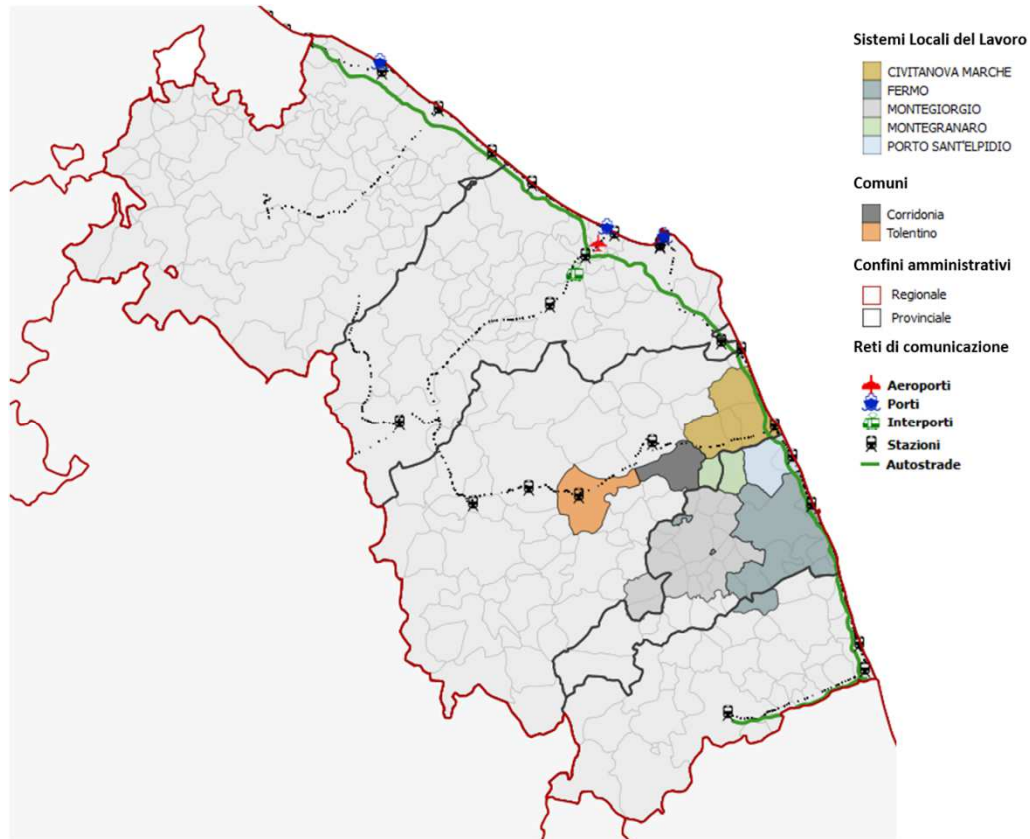 Sistemi Locali del Lavoro
CIVITANOVA MARCHE
FERMO
MONTEGIORGIO
MONTEGRANARO
PORTO SANT'ELPIDIO
Comuni
Corridonia
Tolentino
Confini amministrativi
Regionale
Provinciale
Reti di comunicazione
Aeroporti
Porti
Interporti
Stazioni
Autostrade